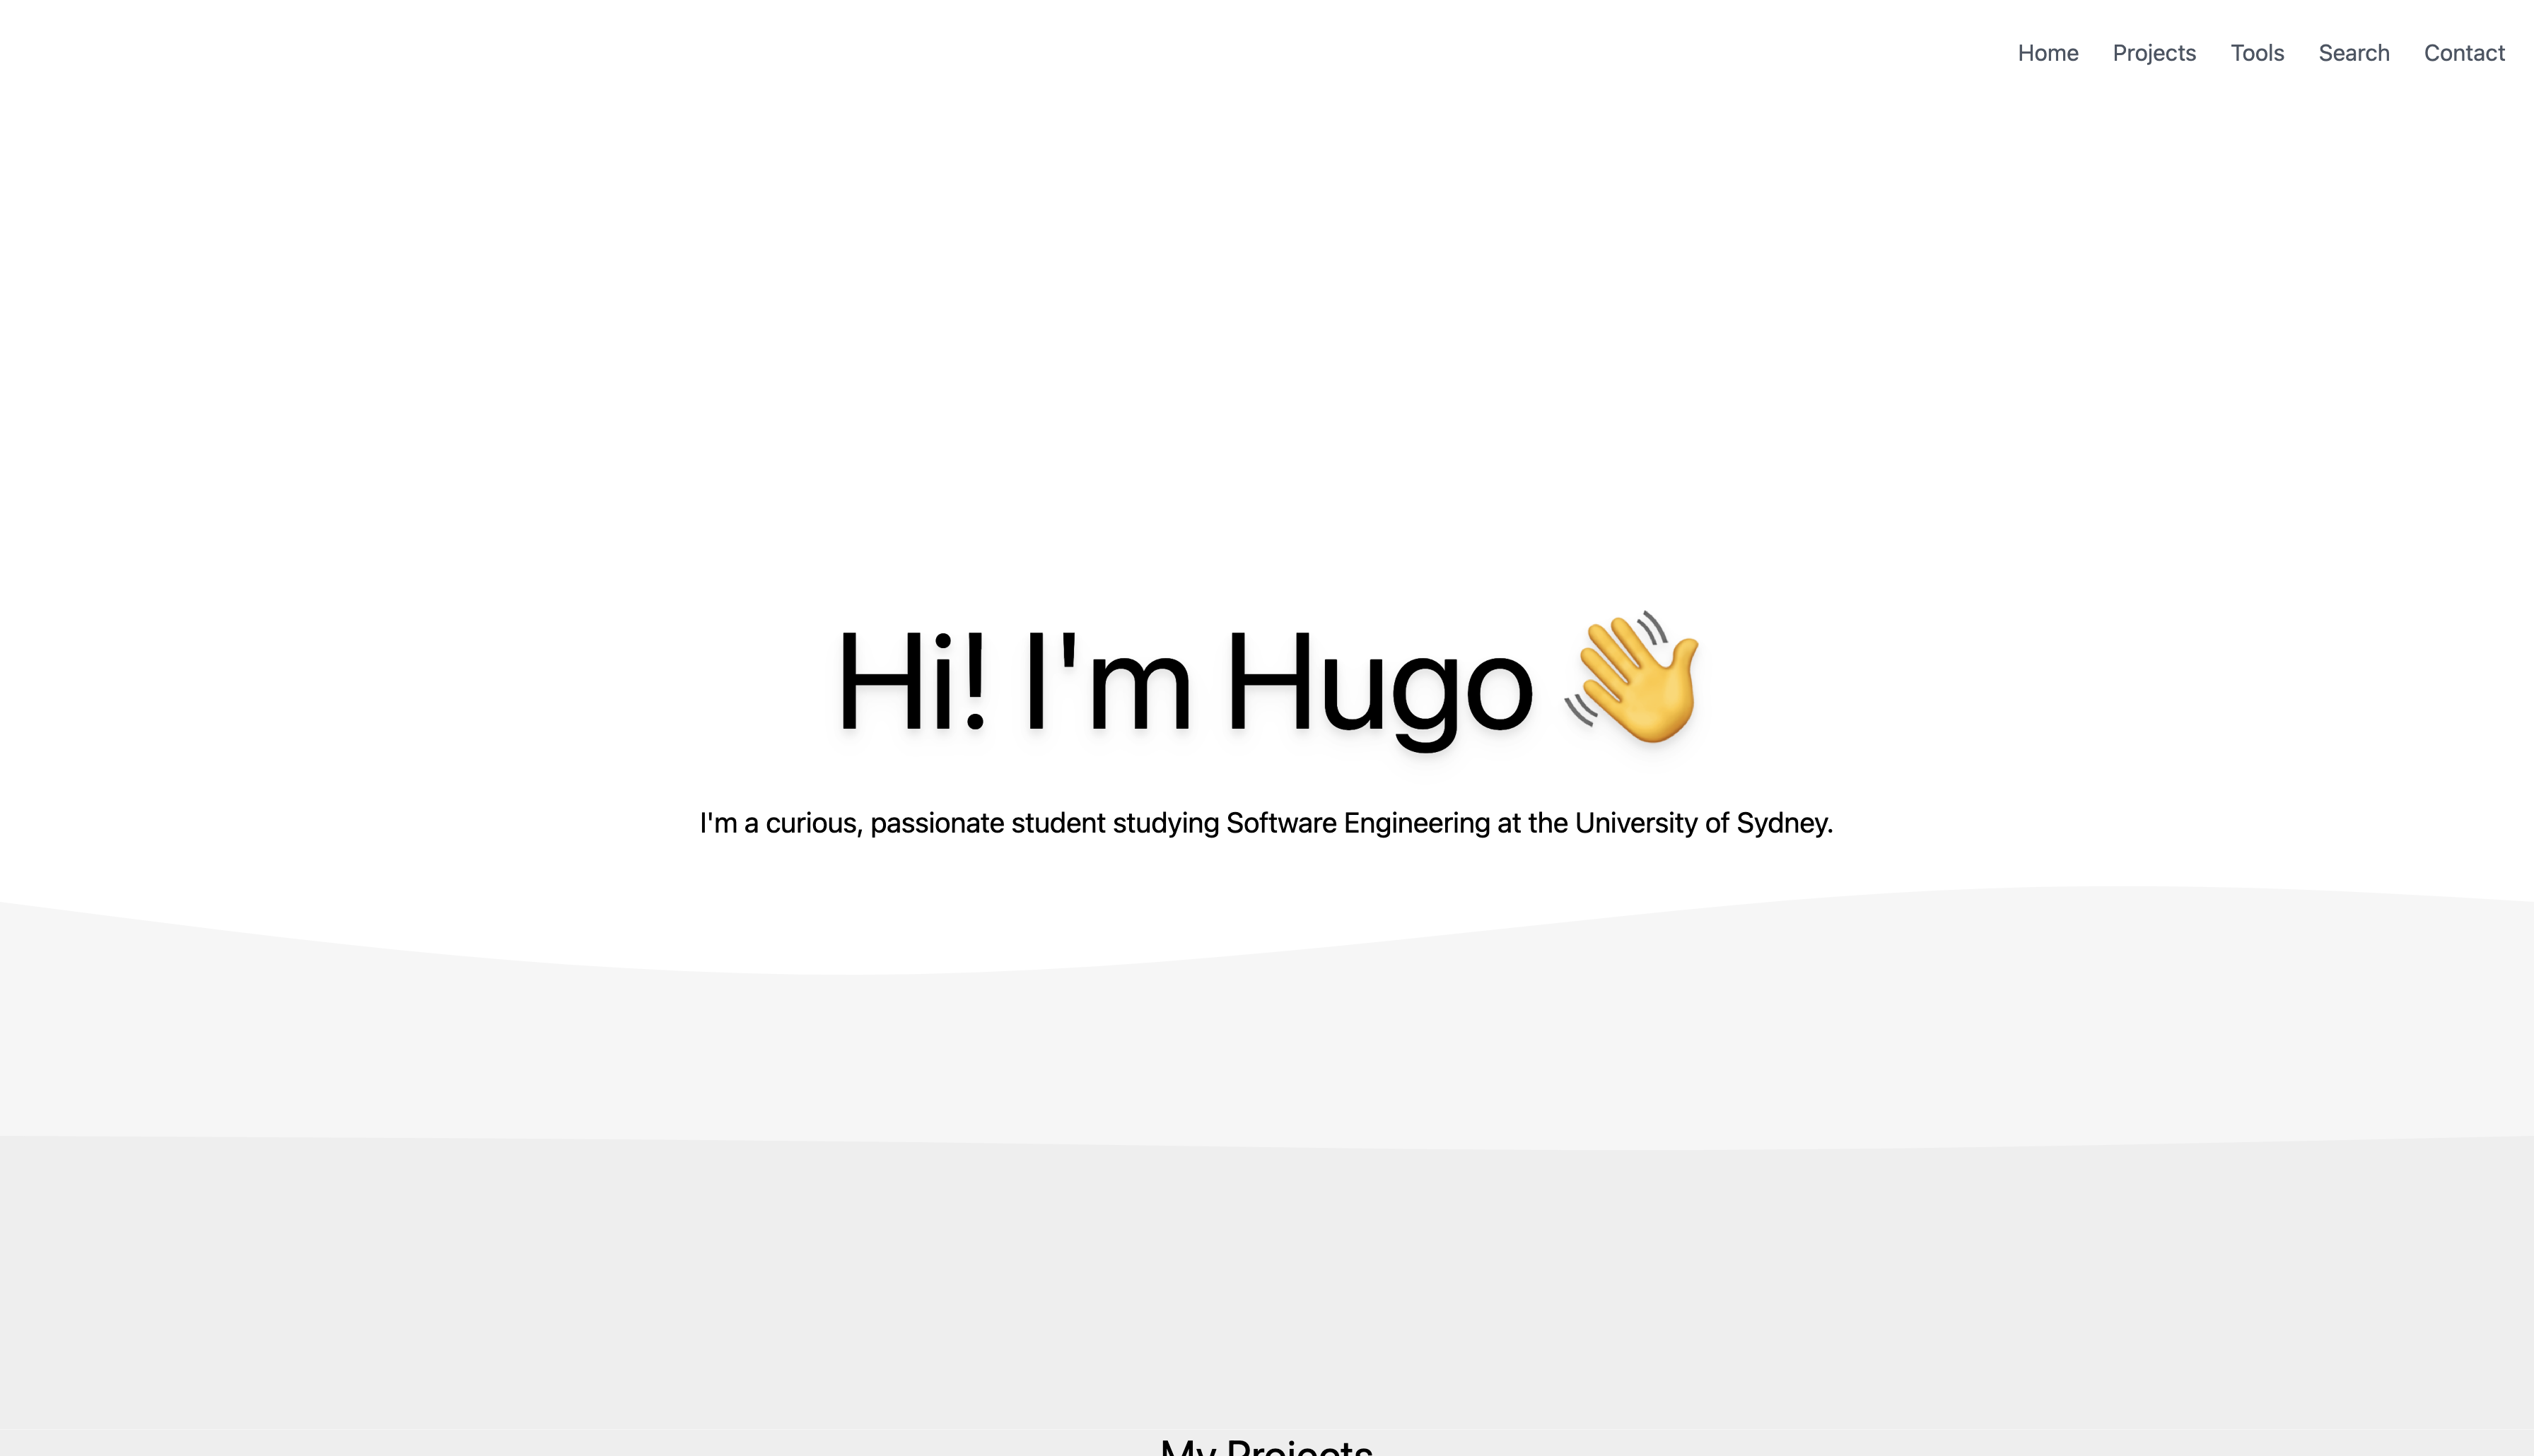 Home Projects Tools Search Contact
Hi! I'm Hugo 👋
I'm a curious, passionate student studying Software Engineering at the University of Sydney.
My Projects